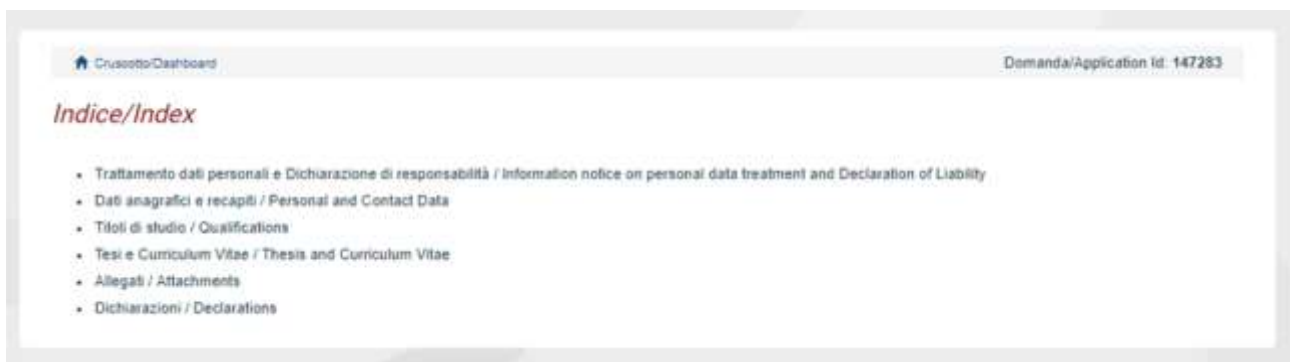 Cruscotto/Dashboard
Domanda/Application Id: 147283
Indice/Index
Trattamento dati personali e Dichiarazione di responsabilità / Information notice on personal data treatment and Declaration of Liability
Dati anagrafici e recapiti / Personal and Contact Data
Titoli di studio / Qualifications
Tesi e Curriculum Vitae / Thesis and Curriculum Vitae
Allegati / Attachments
Dichiarazioni / Declarations